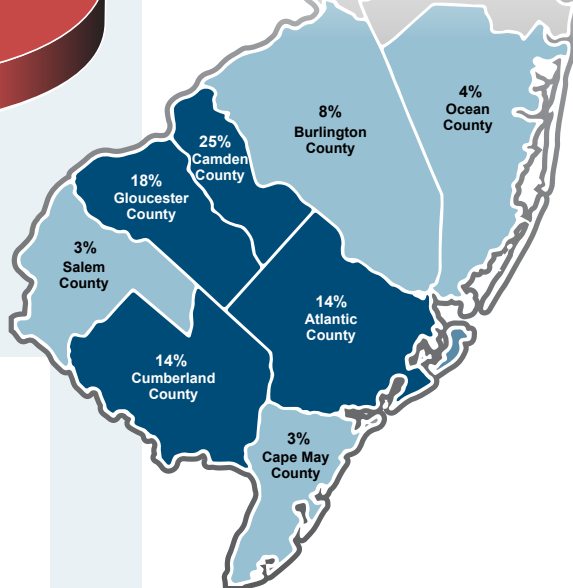 4%
Ocean
County
8%
Burlington
County
25%
Camden
County
18%
Gloucester
County
3%
Salem
County
14%
Atlantic
County
14%
Cumberland
County
3%
Cape May
County